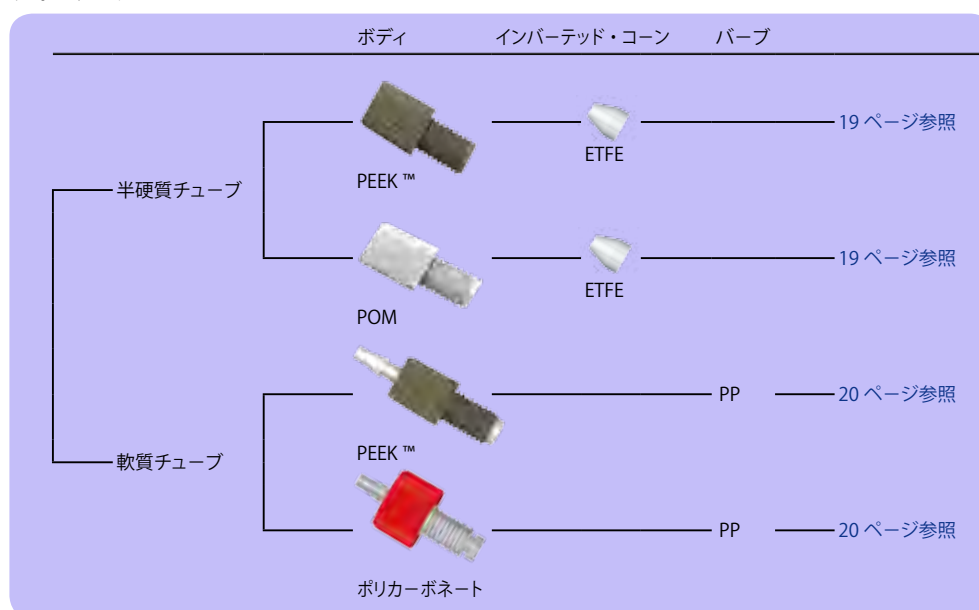 ボディ インバーテッド・コーン バーブ
半硬質チューブ
PEEK ™
ETFE
19 ページ参照
POM
ETFE
19 ページ参照
軟質チューブ
PEEK ™
PP
20 ページ参照
ポリカーボネート
PP
20 ページ参照